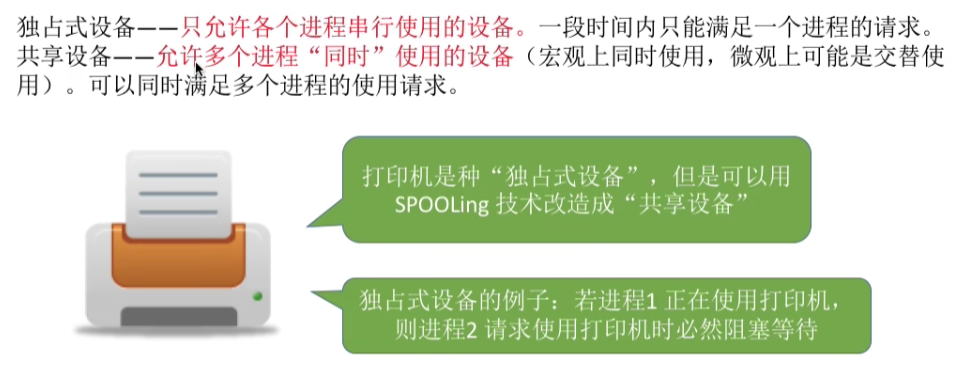 独占式设备——只允许各个进程串行使用的设备。一段时间内只能满足一个进程的请求。
共享设备——允许多个进程“同时”使用的设备（宏观上同时使用，微观上可能是交替使
用）。可以同时满足多个进程的使用请求。
打印机是种“独占式设备”，但是可以用
SPOOLing 技术改造成“共享设备”
独占式设备的例子：若进程1 正在使用打印机，
则进程2 请求使用打印机时必然阻塞等待